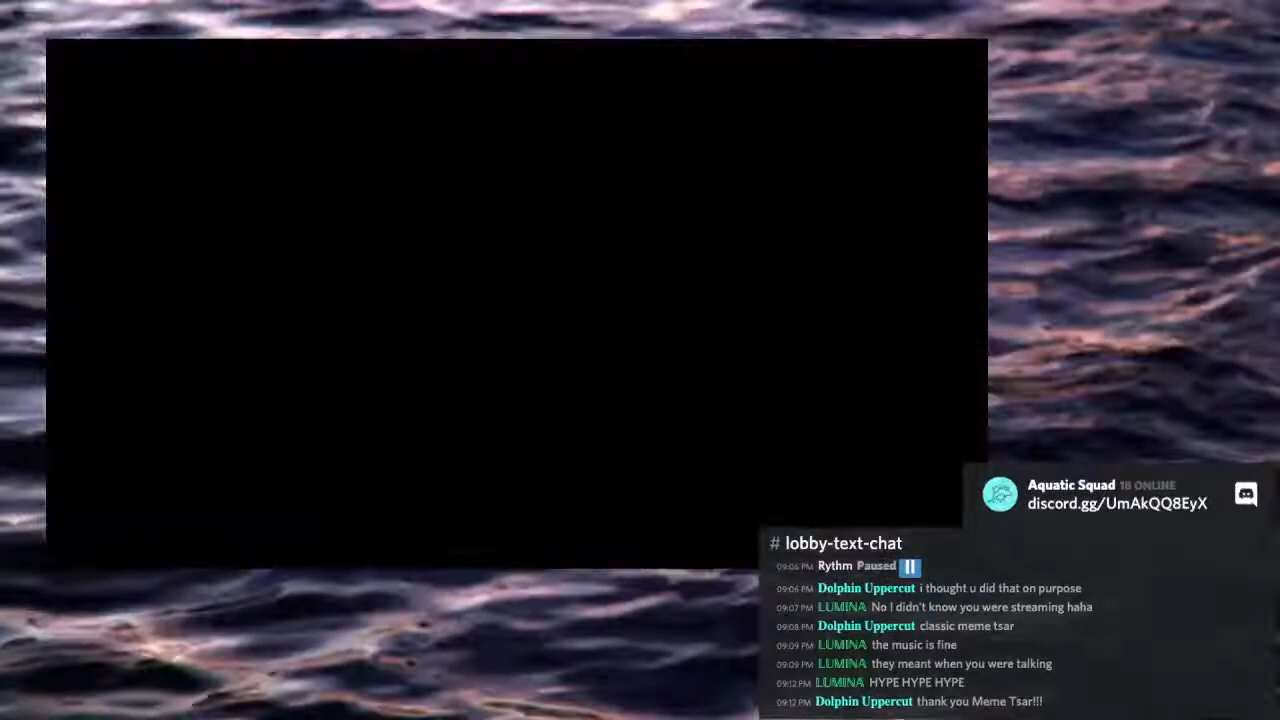 Aquatic Squad 18 ONLINE
discord.gg/UmAkQQ8EyX
# lobby-text-chat
09:06 PM Rythm Paused
09:06 PM Dolphin Uppercut i thought u did that on purpose
09:07 PM LUMINA No I didn't know you were streaming haha
09:08 PM Dolphin Uppercut classic meme tsar
09:09 PM LUMINA the music is fine
09:09 PM LUMINA they meant when you were talking
09:12 PM LUMINA HYPE HYPE HYPE
09:12 PM Dolphin Uppercut thank you Meme Tsar!!!